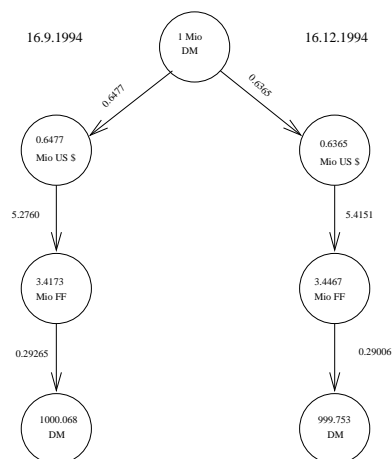 16.9.1994
1 Mio
DM
16.12.1994
0.6477
0.6365
0.6477
Mio US $
0.6365
Mio US $
5.2760
5.4151
3.4173
Mio FF
3.4467
Mio FF
0.29265
0.29006
1000.068
DM
999.753
DM